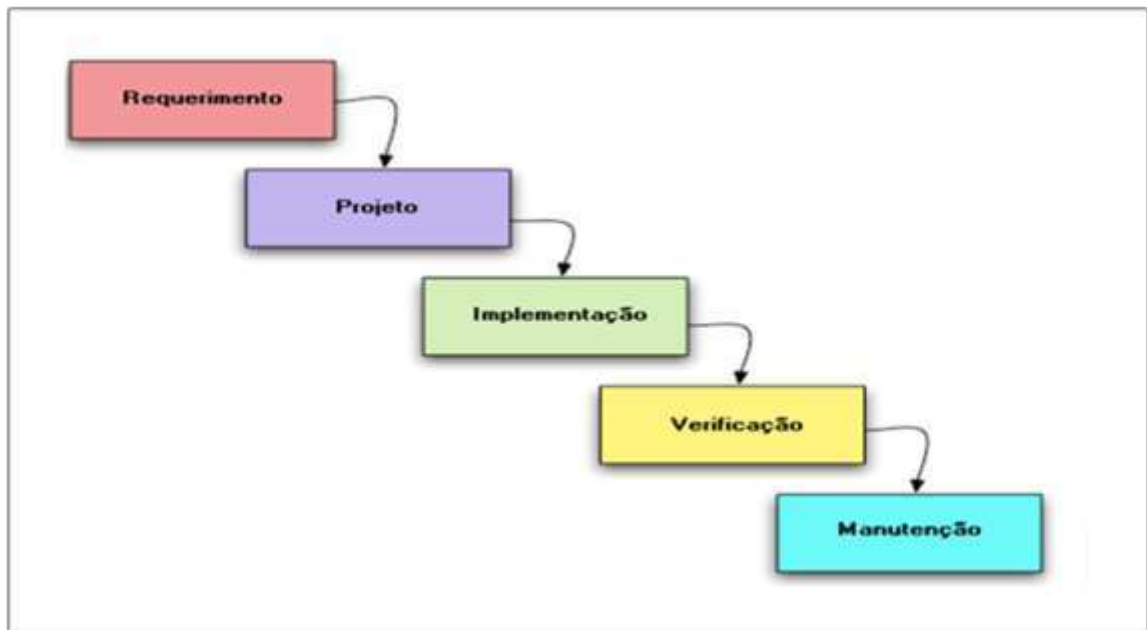 Requerimento
Projeto
Implementação
Verificação
Manutenção